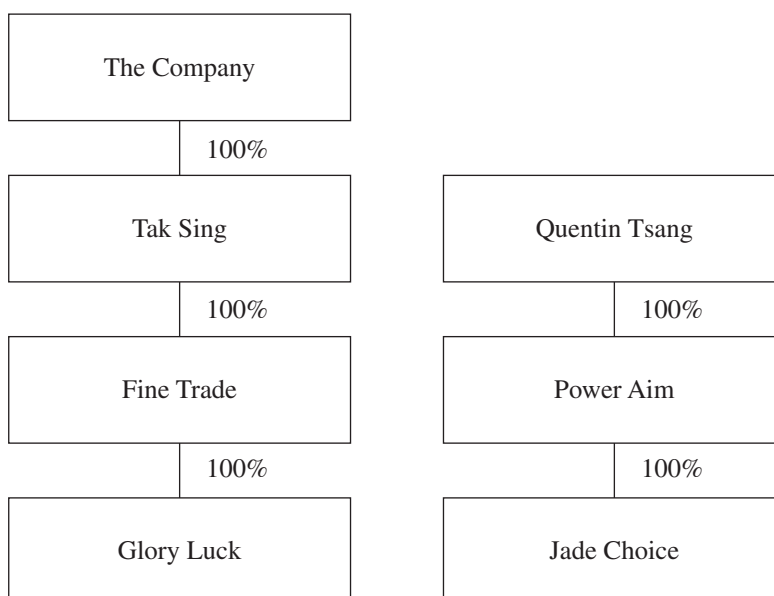 The Company
100%
Tak Sing
Quentin Tsang
100%
100%
Fine Trade
Power Aim
100%
100%
Glory Luck
Jade Choice